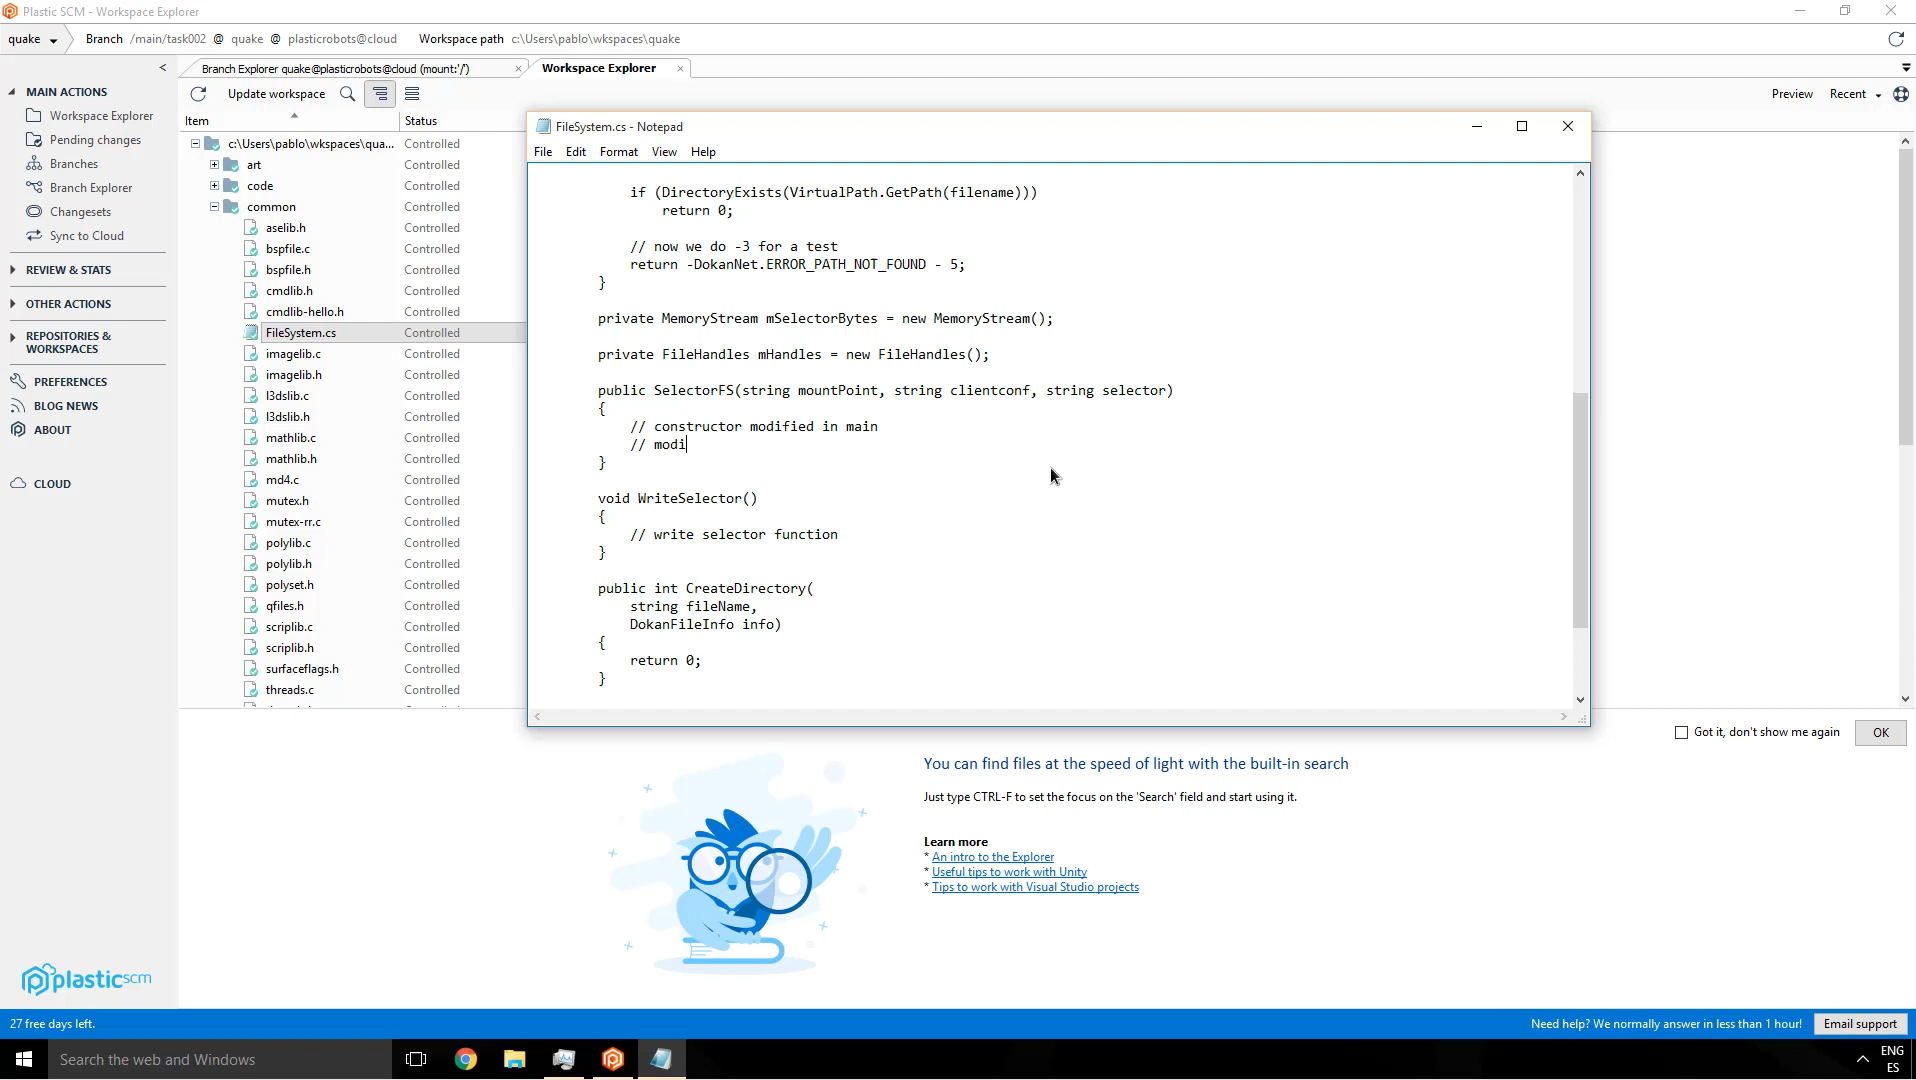 Plastic SCM - Workspace Explorer
quake
Branch /main/task002 @ quake @ plasticrobots@cloud Workspace path c:\Users\pablo\wkspaces\quake
Branch Explorer quake@plasticrobots@cloud (mount:'/')
Workspace Explorer
MAIN ACTIONS
Workspace Explorer
Pending changes
Branches
Branch Explorer
Changesets
Sync to Cloud
REVIEW & STATS
OTHER ACTIONS
REPOSITORIES &
WORKSPACES
PREFERENCES
BLOG NEWS
ABOUT
CLOUD
plasticscm
Update workspace
Preview
Recent
Item Status
c:\Users\pablo\wkspaces\qua... Controlled
art Controlled
code Controlled
common Controlled
aselib.h Controlled
bspfile.c Controlled
bspfile.h Controlled
cmdlib.h Controlled
cmdlib-hello.h Controlled
FileSystem.cs Controlled
imagelib.c Controlled
imagelib.h Controlled
l3dslib.c Controlled
l3dslib.h Controlled
mathlib.c Controlled
mathlib.h Controlled
md4.c Controlled
mutex.h Controlled
mutex-rr.c Controlled
polylib.c Controlled
polylib.h Controlled
polyset.h Controlled
qfiles.h Controlled
scriplib.c Controlled
scriplib.h Controlled
surfaceflags.h Controlled
threads.c Controlled
FileSystem.cs - Notepad
File Edit Format View Help
if (DirectoryExists(VirtualPath.GetPath(filename)))
return 0;
// now we do -3 for a test
return -DokanNet.ERROR_PATH_NOT_FOUND - 5;
}
private MemoryStream mSelectorBytes = new MemoryStream();
private FileHandles mHandles = new FileHandles();
public SelectorFS(string mountPoint, string clientconf, string selector)
{
// constructor modified in main
// modi
}
void WriteSelector()
{
// write selector function
}
public int CreateDirectory(
string fileName,
DokanFileInfo info)
{
return 0;
}
Got it, don't show me again
OK
You can find files at the speed of light with the built-in search
Just type CTRL-F to set the focus on the 'Search' field and start using it.
Learn more
* An intro to the Explorer
* Useful tips to work with Unity
* Tips to work with Visual Studio projects
27 free days left.
Need help? We normally answer in less than 1 hour!
Email support
Search the web and Windows
ENG
ES